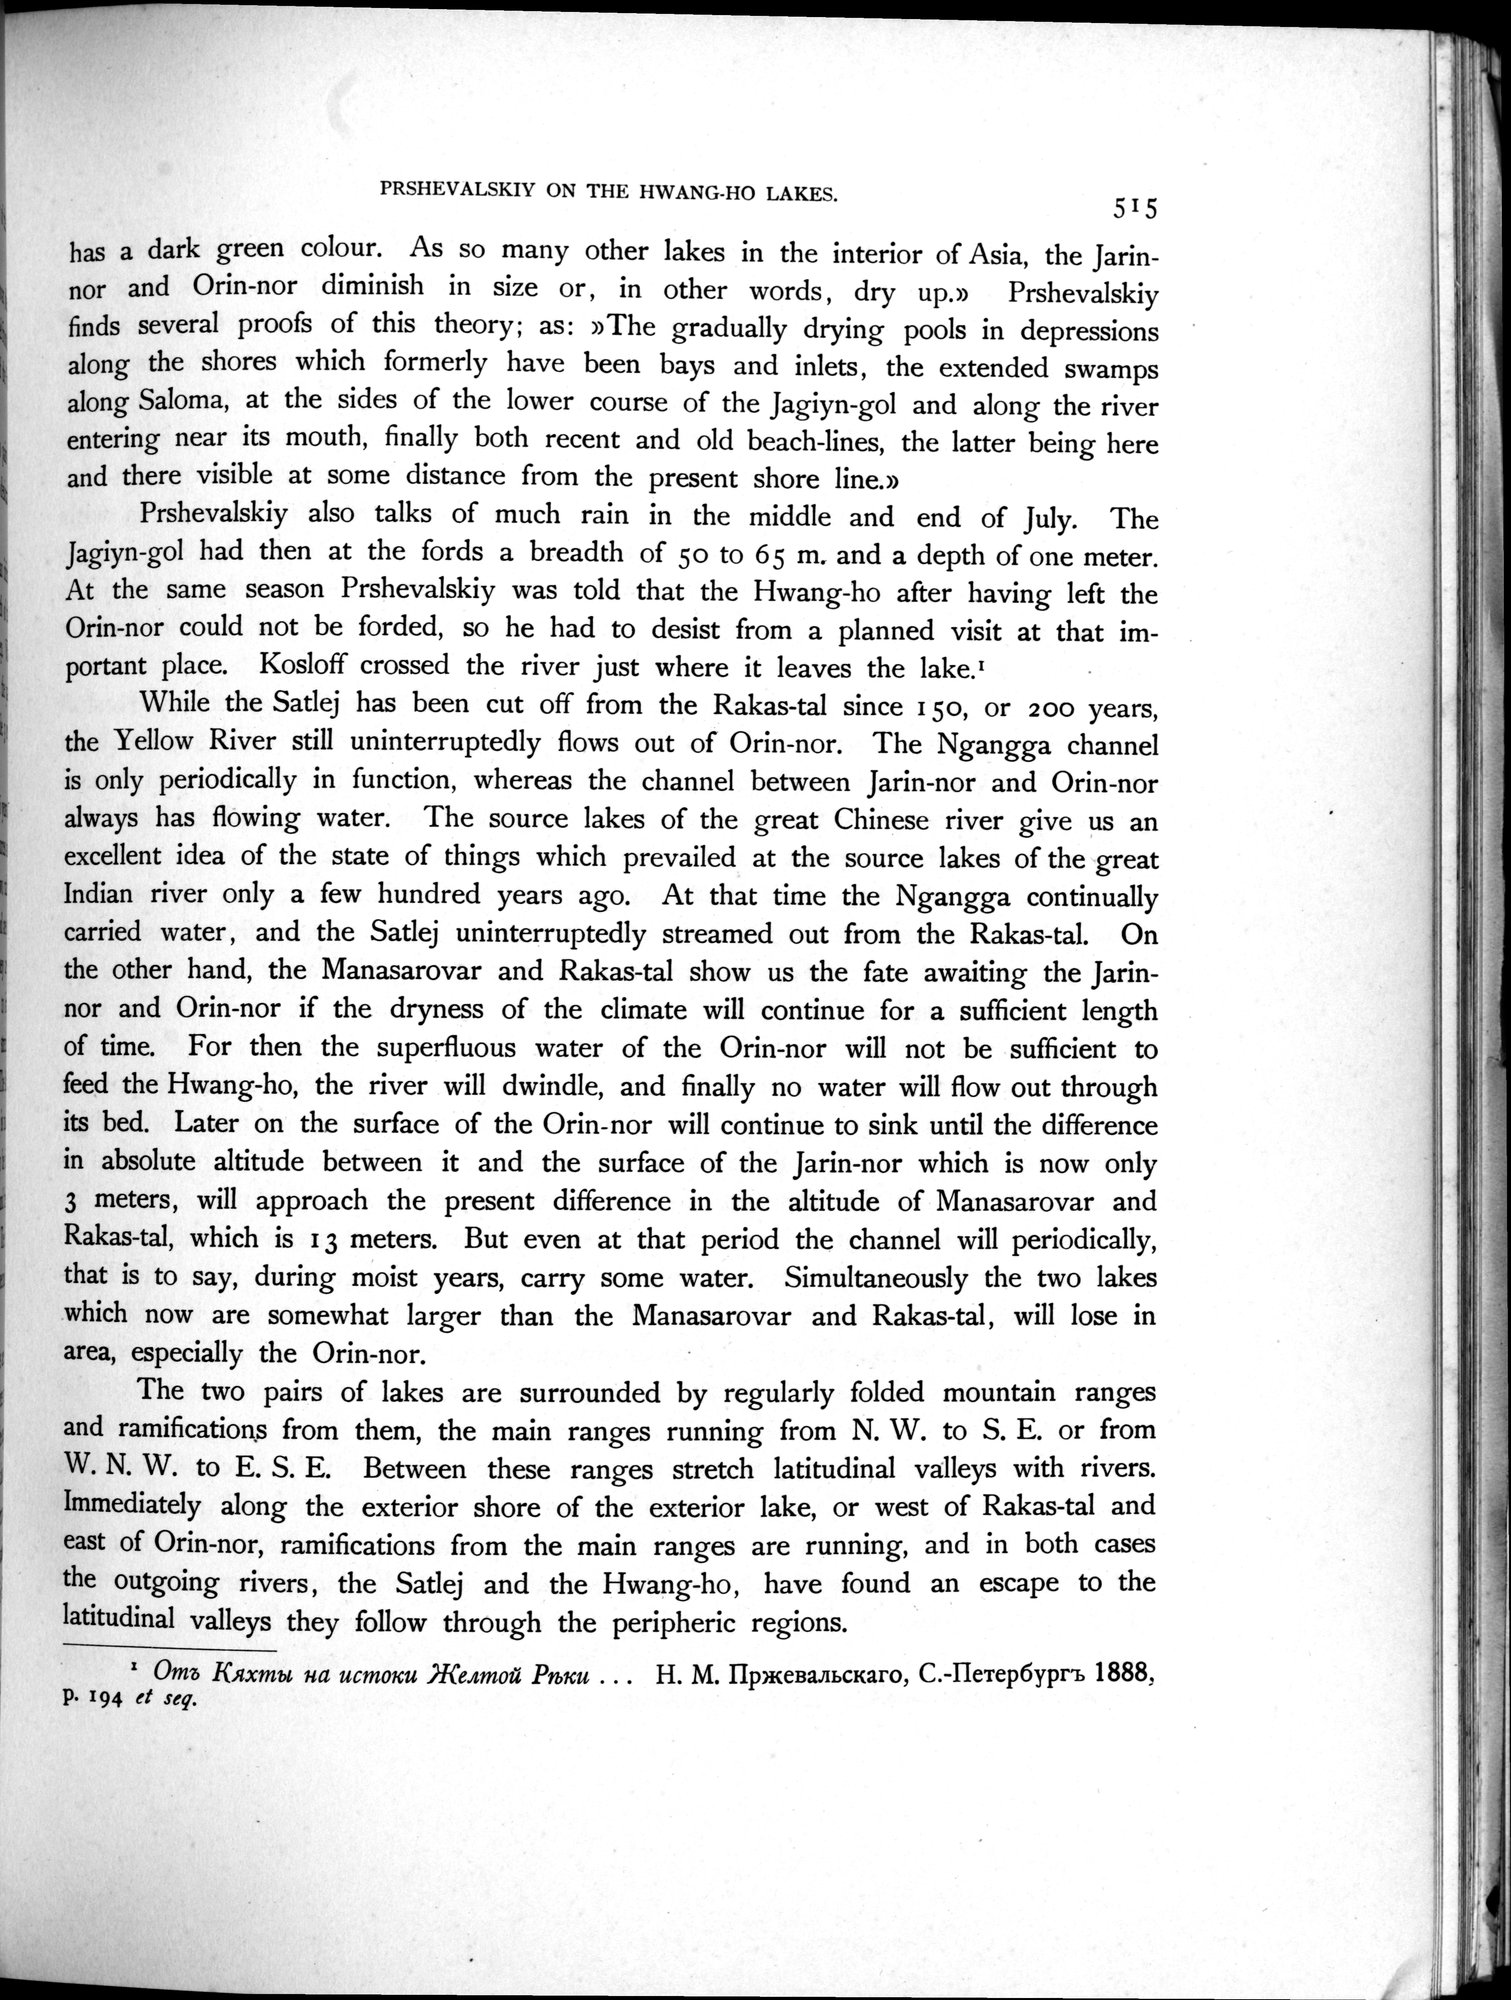 PRSHEVALSKIY ON THE HWANG-HO LAKES.
515
has a dark green colour. As so many other lakes in the interior of Asia, the Jarin-
nor and Orin-nor diminish in size or, in other words, dry up.» Prshevalskiy
finds several proofs of this theory; as: »The gradually drying pools in depressions
along the shores which formerly have been bays and inlets, the extended swamps
along Saloma, at the sides of the lower course of the Jagiyn-gol and along the river
entering near its mouth, finally both recent and old beach-lines, the latter being here
and there visible at some distance from the present shore line.»
Prshevalskiy also talks of much rain in the middle and end of July. The
Jagiyn-gol had then at the fords a breadth of 50 to 65 m. and a depth of one meter.
At the same season Prshevalskiy was told that the Hwang-ho after having left the
Orin-nor could not be forded, so he had to desist from a planned visit at that im-
portant place. Kosloff crossed the river just where it leaves the lake.¹
While the Satlej has been cut off from the Rakas-tal since 150, or 200 years,
the Yellow River still uninterruptedly flows out of Orin-nor. The Ngangga channel
is only periodically in function, whereas the channel between Jarin-nor and Orin-nor
always has flowing water. The source lakes of the great Chinese river give us an
excellent idea of the state of things which prevailed at the source lakes of the great
Indian river only a few hundred years ago. At that time the Ngangga continually
carried water, and the Satlej uninterruptedly streamed out from the Rakas-tal. On
the other hand, the Manasarovar and Rakas-tal show us the fate awaiting the Jarin-
nor and Orin-nor if the dryness of the climate will continue for a sufficient length
of time. For then the superfluous water of the Orin-nor will not be sufficient to
feed the Hwang-ho, the river will dwindle, and finally no water will flow out through
its bed. Later on the surface of the Orin-nor will continue to sink until the difference
in absolute altitude between it and the surface of the Jarin-nor which is now only
3 meters, will approach the present difference in the altitude of Manasarovar and
Rakas-tal, which is 13 meters. But even at that period the channel will periodically,
that is to say, during moist years, carry some water. Simultaneously the two lakes
which now are somewhat larger than the Manasarovar and Rakas-tal, will lose in
area, especially the Orin-nor.
The two pairs of lakes are surrounded by regularly folded mountain ranges
and ramifications from them, the main ranges running from N. W. to S. E. or from
W. N. W. to E. S. E. Between these ranges stretch latitudinal valleys with rivers.
Immediately along the exterior shore of the exterior lake, or west of Rakas-tal and
east of Orin-nor, ramifications from the main ranges are running, and in both cases
the outgoing rivers, the Satlej and the Hwang-ho, have found an escape to the
latitudinal valleys they follow through the peripheric regions.
¹ Отъ Кяхты на истоки Желтой Рѣки ... Н. М. Пржевальскаго, С.-Петербургъ 1888,
p. 194 et seq.